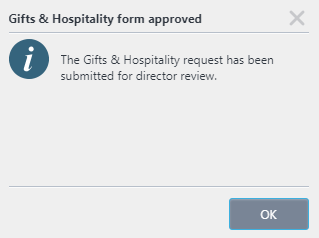 Gifts & Hospitality form approved
The Gifts & Hospitality request has been
submitted for director review.
OK